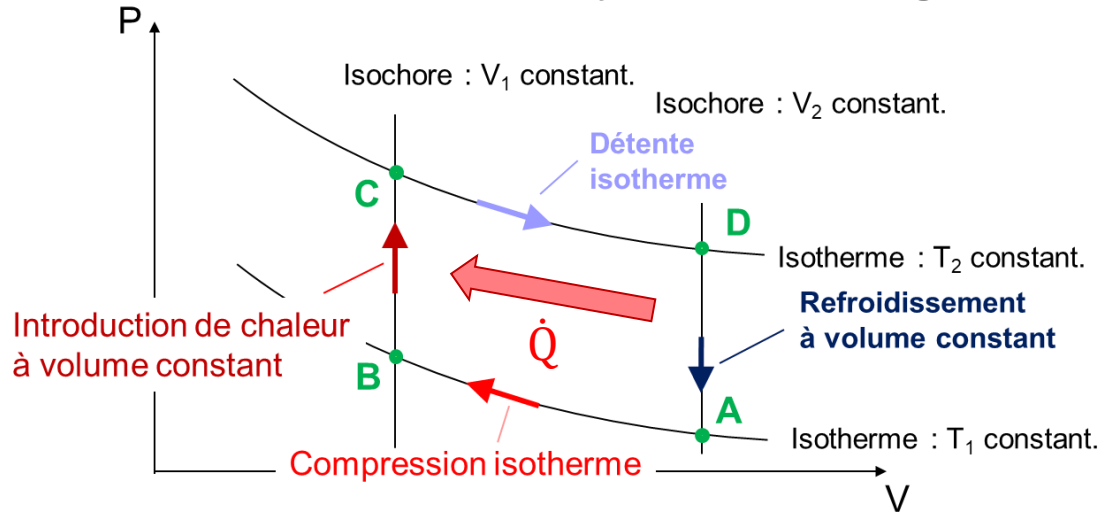 P
Isochore : V₁ constant.
Isochore : V₂ constant.
Détente
isotherme
C
D
Isotherme : T₂ constant.
Refroidissement
à volume constant
Introduction de chaleur
à volume constant
Q̇
B
A
Isotherme : T₁ constant.
Compression isotherme
V